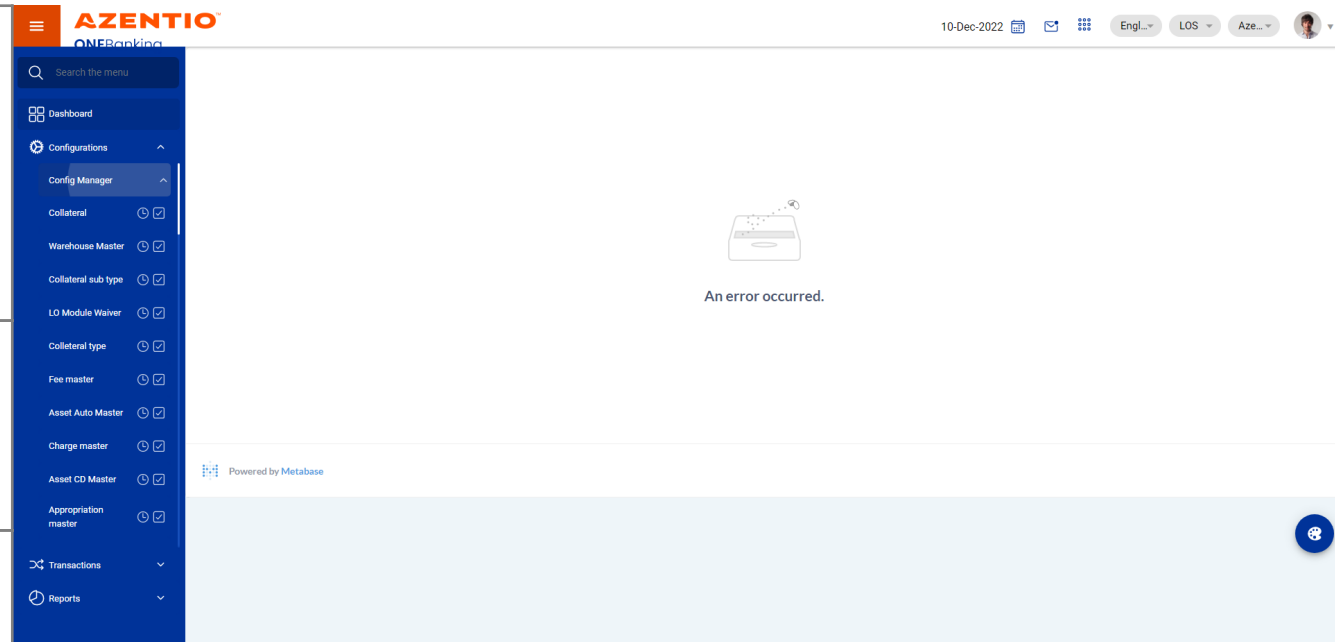 AZENTIO™
ONEBanking
10-Dec-2022
Engl...
LOS
Aze...
Search the menu
Dashboard
Configurations
Config Manager
Collateral
Warehouse Master
Collateral sub type
LO Module Waiver
Colleteral type
Fee master
Asset Auto Master
Charge master
Asset CD Master
Appropriation
master
Transactions
Reports
An error occurred.
Powered by Metabase